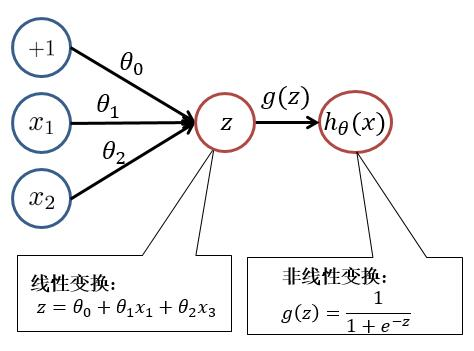 +1
θ₀
x₁
θ₁
z
g(z)
hθ(x)
θ₂
x₂
线性变换：
z = θ₀ + θ₁x₁ + θ₂x₃
非线性变换：
g(z) = 1 / (1 + e⁻ᶻ)